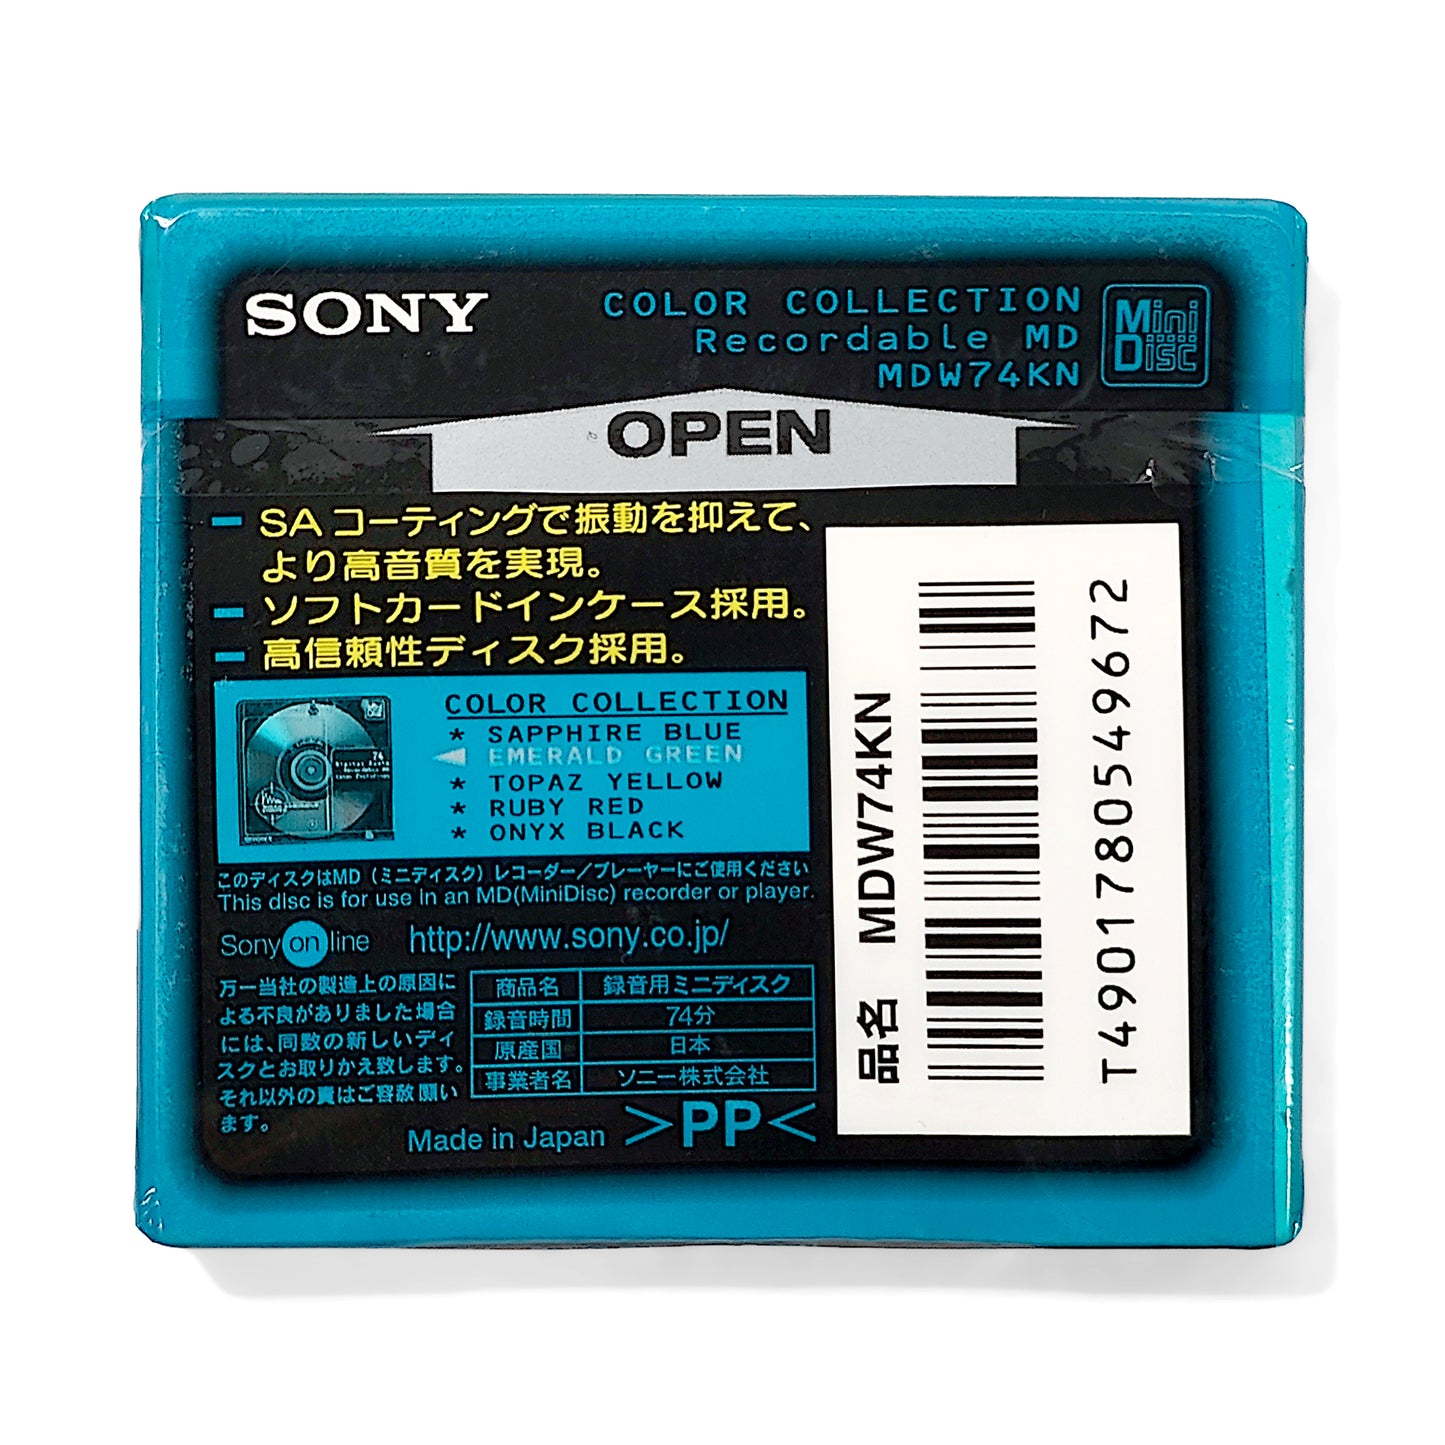 SONY
COLOR COLLECTION
Recordable MD
MDW74KN
Mini
Disc
OPEN
SAコーティングで振動を抑えて、
より高音質を実現。
ソフトカードインケース採用。
高信頼性ディスク採用。
COLOR COLLECTION
* SAPPHIRE BLUE
◀ EMERALD GREEN
* TOPAZ YELLOW
* RUBY RED
* ONYX BLACK
このディスクはMD（ミニディスク）レコーダー／プレーヤーにご使用ください
This disc is for use in an MD(MiniDisc) recorder or player.
Sony on line http://www.sony.co.jp/
万一当社の製造上の原因に
よる不良がありました場合
には、同数の新しいディ
スクとお取りかえ致します。
それ以外の責はご容赦願い
ます。
商品名 録音用ミニディスク
録音時間 74分
原産国 日本
事業者名 ソニー株式会社
Made in Japan >PP<
品名 MDW74KN
T4901780549672